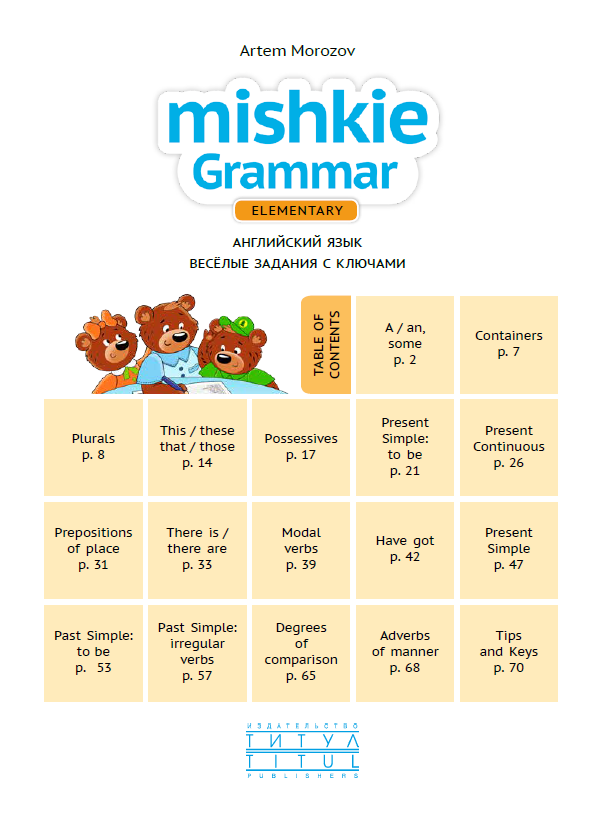 Artem Morozov
mishkie
Grammar
ELEMENTARY
АНГЛИЙСКИЙ ЯЗЫК
ВЕСЁЛЫЕ ЗАДАНИЯ С КЛЮЧАМИ
TABLE OF
CONTENTS
A / an,
some
p. 2
Containers
p. 7
Plurals
p. 8
This / these
that / those
p. 14
Possessives
p. 17
Present
Simple:
to be
p. 21
Present
Continuous
p. 26
Prepositions
of place
p. 31
There is /
there are
p. 33
Modal
verbs
p. 39
Have got
p. 42
Present
Simple
p. 47
Past Simple:
to be
p. 53
Past Simple:
irregular
verbs
p. 57
Degrees
of
comparison
p. 65
Adverbs
of manner
p. 68
Tips
and Keys
p. 70
ИЗДАТЕЛЬСТВО
ТИТУЛ
TITUL
PUBLISHERS